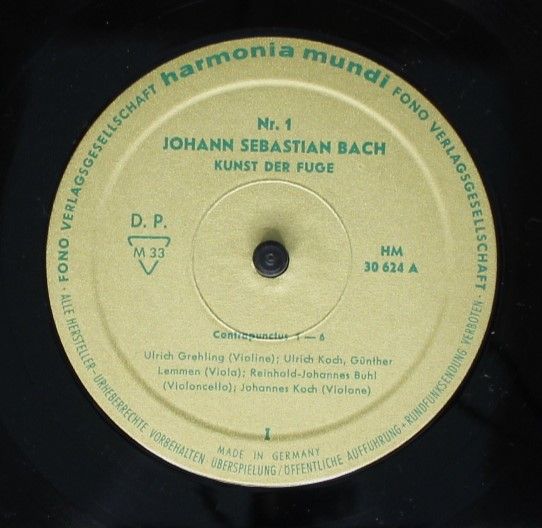 harmonia mundi
FONO VERLAGSGESELLSCHAFT
FONO VERLAGSGESELLSCHAFT
Nr. 1
JOHANN SEBASTIAN BACH
KUNST DER FUGE
D. P.
M 33
HM
30 624 A
Contrapunctus 1 — 6
Ulrich Grehling (Violine); Ulrich Koch, Günther
Lemmen (Viola); Reinhold-Johannes Buhl
(Violoncello); Johannes Koch (Violone)
I
MADE IN GERMANY
· ALLE HERSTELLER-URHEBERRECHTE VORBEHALTEN · ÜBERSPIELUNG/ÖFFENTLICHE AUFFÜHRUNG+RUNDFUNKSENDUNG VERBOTEN ·